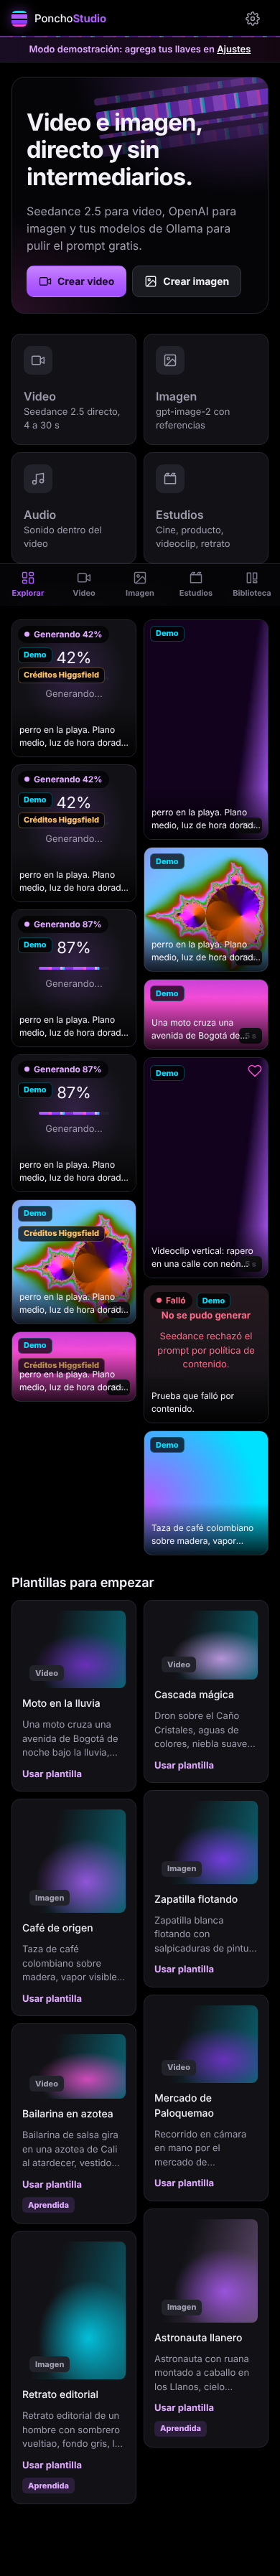 PonchoStudio
Modo demostración: agrega tus llaves en Ajustes
Video e imagen,
directo y sin
intermediarios.
Seedance 2.5 para video, OpenAI para
imagen y tus modelos de Ollama para
pulir el prompt gratis.
Crear video
Crear imagen
Video
Seedance 2.5 directo,
4 a 30 s
Imagen
gpt-image-2 con
referencias
Audio
Sonido dentro del
video
Estudios
Cine, producto,
videoclip, retrato
Explorar
Video
Imagen
Estudios
Biblioteca
Generando 42%
Demo
42%
Créditos Higgsfield
Generando...
perro en la playa. Plano
medio, luz de hora dorad...
Generando 42%
Demo
42%
Créditos Higgsfield
Generando...
perro en la playa. Plano
medio, luz de hora dorad...
Generando 87%
Demo
87%
Generando...
perro en la playa. Plano
medio, luz de hora dorad...
Generando 87%
Demo
87%
Generando...
perro en la playa. Plano
medio, luz de hora dorad...
Demo
Créditos Higgsfield
perro en la playa. Plano
medio, luz de hora dorad...
Demo
Créditos Higgsfield
perro en la playa. Plano
medio, luz de hora dorad...
Demo
perro en la playa. Plano
medio, luz de hora dorad...
Demo
perro en la playa. Plano
medio, luz de hora dorad...
Demo
Una moto cruza una
avenida de Bogotá de...
Demo
Videoclip vertical: rapero
en una calle con neón...
Falló
Demo
No se pudo generar
Seedance rechazó el
prompt por política de
contenido.
Prueba que falló por
contenido.
Demo
Taza de café colombiano
sobre madera, vapor...
Plantillas para empezar
Video
Moto en la lluvia
Una moto cruza una
avenida de Bogotá de
noche bajo la lluvia,...
Usar plantilla
Imagen
Café de origen
Taza de café
colombiano sobre
madera, vapor visible...
Usar plantilla
Video
Bailarina en azotea
Bailarina de salsa gira
en una azotea de Cali
al atardecer, vestido...
Usar plantilla
Aprendida
Imagen
Retrato editorial
Retrato editorial de un
hombre con sombrero
vueltiao, fondo gris, l...
Usar plantilla
Aprendida
Video
Cascada mágica
Dron sobre el Caño
Cristales, aguas de
colores, niebla suave...
Usar plantilla
Imagen
Zapatilla flotando
Zapatilla blanca
flotando con
salpicaduras de pintu...
Usar plantilla
Video
Mercado de
Paloquemao
Recorrido en cámara
en mano por el
mercado de...
Usar plantilla
Imagen
Astronauta llanero
Astronauta con ruana
montado a caballo en
los Llanos, cielo...
Usar plantilla
Aprendida